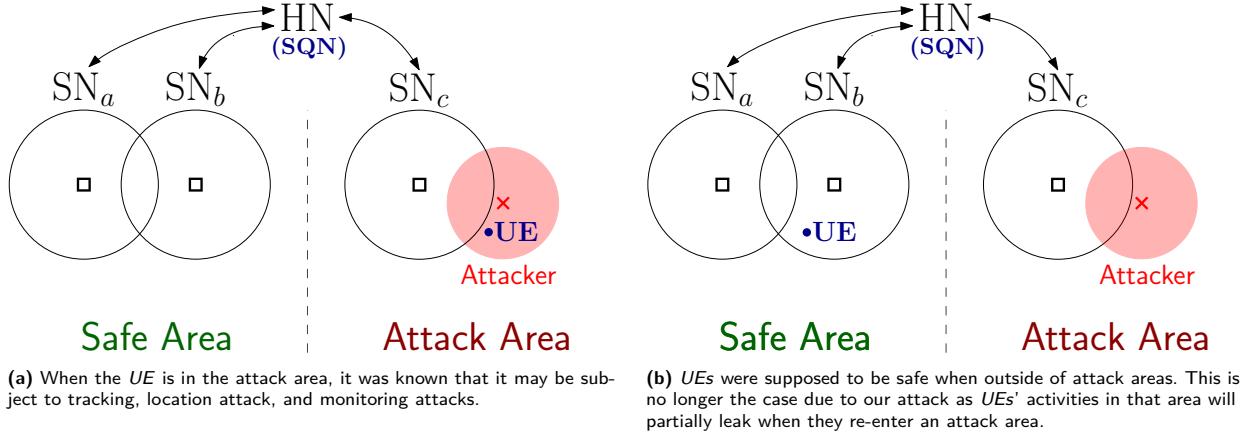 HN
(SQN)
SN_a
SN_b
SN_c
UE
Attacker
Safe Area
Attack Area
(a) When the UE is in the attack area, it was known that it may be sub-
ject to tracking, location attack, and monitoring attacks.
HN
(SQN)
SN_a
SN_b
SN_c
UE
Attacker
Safe Area
Attack Area
(b) UEs were supposed to be safe when outside of attack areas. This is
no longer the case due to our attack as UEs' activities in that area will
partially leak when they re-enter an attack area.